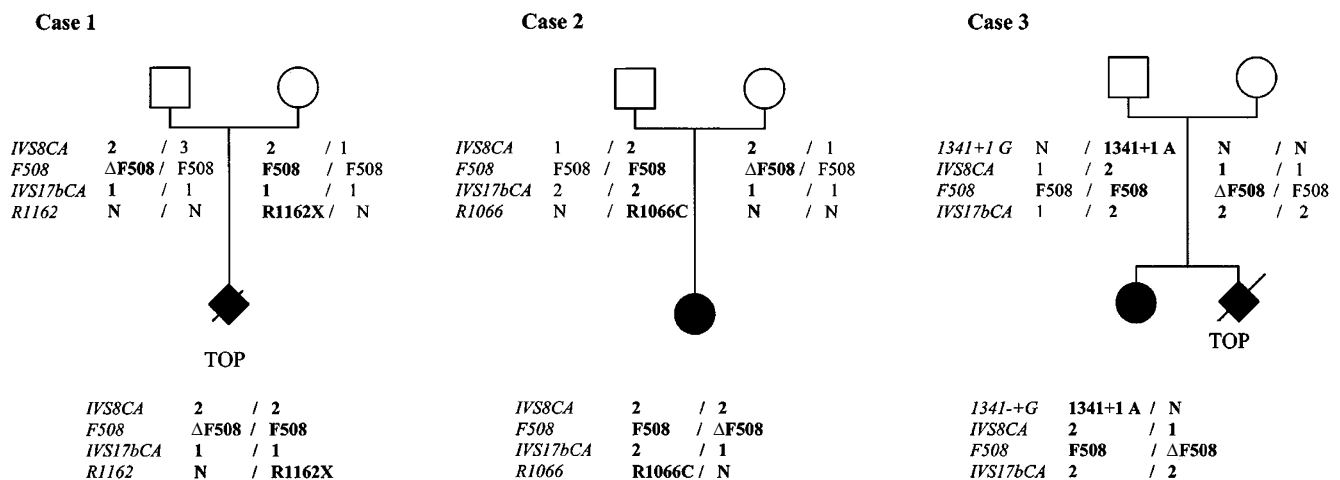 Case 1
IVS8CA 2 / 3 2 / 1
F508 ΔF508 / F508 F508 / F508
IVS17bCA 1 / 1 1 / 1
R1162 N / N R1162X / N
TOP
IVS8CA 2 / 2
F508 ΔF508 / F508
IVS17bCA 1 / 1
R1162 N / R1162X
Case 2
IVS8CA 1 / 2 2 / 1
F508 F508 / F508 ΔF508 / F508
IVS17bCA 2 / 2 1 / 1
R1066 N / R1066C N / N
IVS8CA 2 / 2
F508 F508 / ΔF508
IVS17bCA 2 / 1
R1066 R1066C / N
Case 3
1341+1 G N / 1341+1 A N / N
IVS8CA 1 / 2 1 / 1
F508 F508 / F508 ΔF508 / F508
IVS17bCA 1 / 2 2 / 2
TOP
1341-+G 1341+1 A / N
IVS8CA 2 / 1
F508 F508 / ΔF508
IVS17bCA 2 / 2